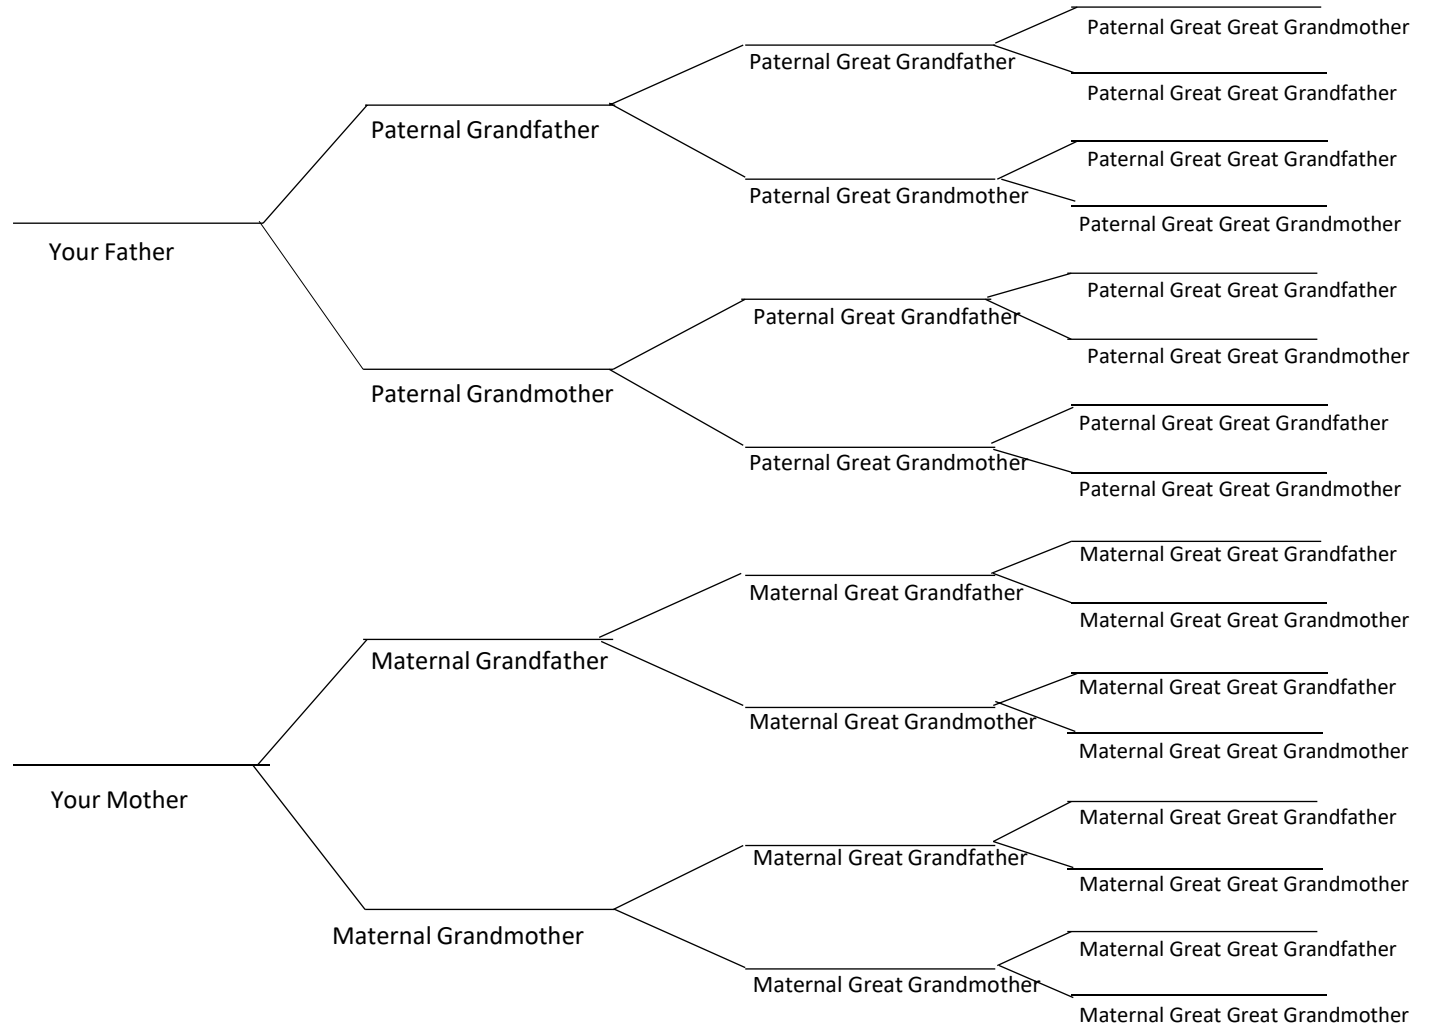 Paternal Great Great Grandmother
Paternal Great Grandfather
Paternal Great Great Grandfather
Paternal Grandfather
Paternal Great Great Grandfather
Paternal Great Grandmother
Paternal Great Great Grandmother
Your Father
Paternal Great Great Grandfather
Paternal Great Grandfather
Paternal Great Great Grandmother
Paternal Grandmother
Paternal Great Great Grandfather
Paternal Great Grandmother
Paternal Great Great Grandmother
Maternal Great Great Grandfather
Maternal Great Grandfather
Maternal Great Great Grandmother
Maternal Grandfather
Maternal Great Great Grandfather
Maternal Great Grandmother
Maternal Great Great Grandmother
Your Mother
Maternal Great Great Grandfather
Maternal Great Grandfather
Maternal Great Great Grandmother
Maternal Grandmother
Maternal Great Great Grandfather
Maternal Great Grandmother
Maternal Great Great Grandmother